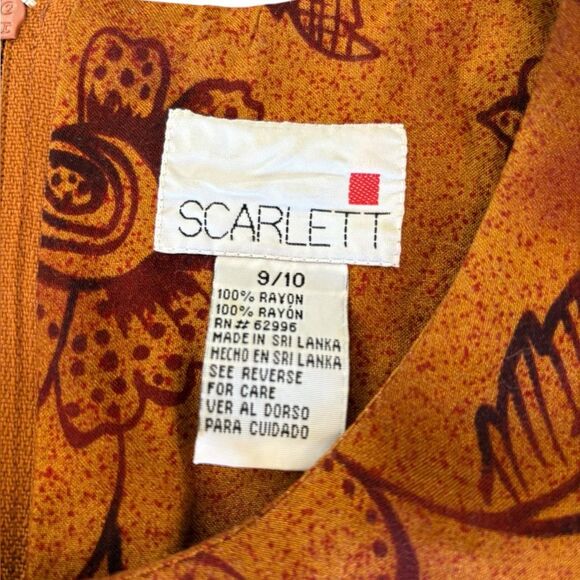 SCARLETT
9/10
100% RAYON
100% RAYÓN
RN# 62996
MADE IN SRI LANKA
HECHO EN SRI LANKA
SEE REVERSE
FOR CARE
VER AL DORSO
PARA CUIDADO